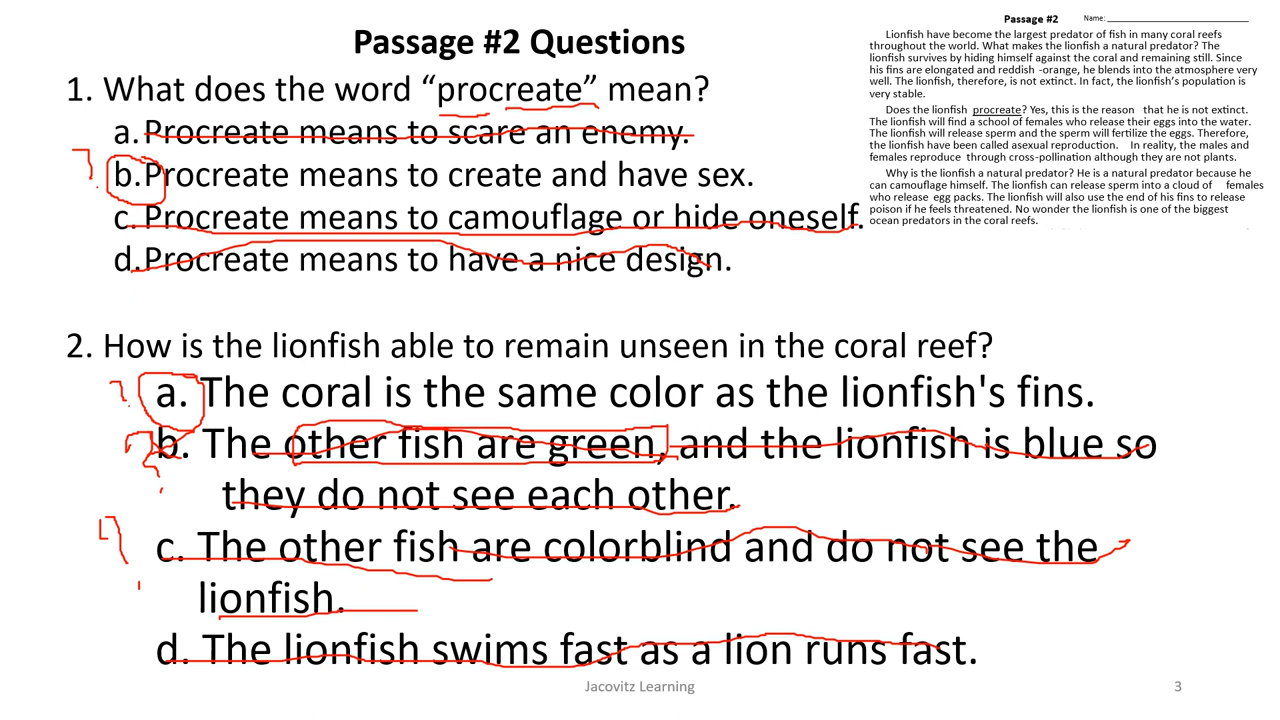 Passage #2 Questions
1. What does the word “procreate” mean?
a. Procreate means to scare an enemy.
b. Procreate means to create and have sex.
c. Procreate means to camouflage or hide oneself.
d. Procreate means to have a nice design.
2. How is the lionfish able to remain unseen in the coral reef?
a. The coral is the same color as the lionfish's fins.
b. The other fish are green, and the lionfish is blue so
they do not see each other.
c. The other fish are colorblind and do not see the
lionfish.
d. The lionfish swims fast as a lion runs fast.
Passage #2 Name:
Lionfish have become the largest predator of fish in many coral reefs
throughout the world. What makes the lionfish a natural predator? The
lionfish survives by hiding himself against the coral and remaining still. Since
his fins are elongated and reddish -orange, he blends into the atmosphere very
well. The lionfish, therefore, is not extinct. In fact, the lionfish’s population is
very stable.
Does the lionfish procreate? Yes, this is the reason that he is not extinct.
The lionfish will find a school of females who release their eggs into the water.
The lionfish will release sperm and the sperm will fertilize the eggs. Therefore,
the lionfish have been called asexual reproduction. In reality, the males and
females reproduce through cross-pollination although they are not plants.
Why is the lionfish a natural predator? He is a natural predator because he
can camouflage himself. The lionfish can release sperm into a cloud of females
who release egg packs. The lionfish will also use the end of his fins to release
poison if he feels threatened. No wonder the lionfish is one of the biggest
ocean predators in the coral reefs.
Jacovitz Learning 3